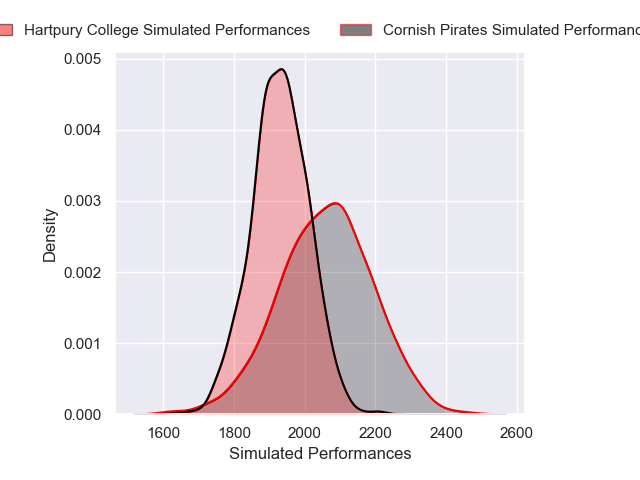 Hartpury College Simulated Performances
Cornish Pirates Simulated
0.005
0.004
0.003
0.002
0.001
0.000
Density
1600 1800 2000 2200 2400 2600
Simulated Performances